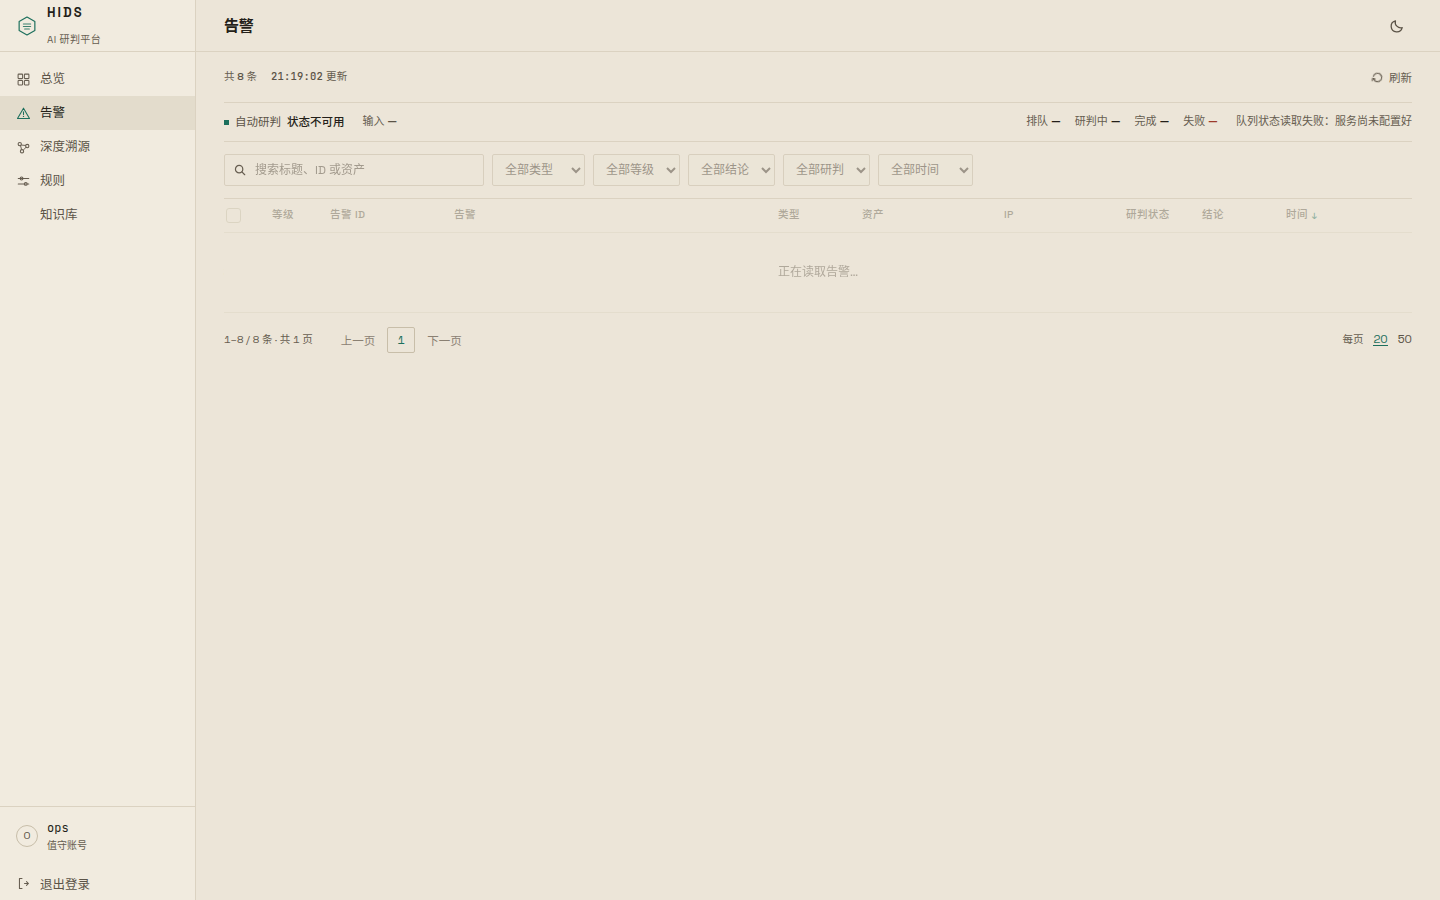 HIDS
AI 研判平台
总览
告警
深度溯源
规则
知识库
ops
O
值守账号
退出登录
告警
共 8 条 21:19:02 更新
刷新
自动研判 状态不可用 输入 —
排队 — 研判中 — 完成 — 失败 — 队列状态读取失败：服务尚未配置好
搜索标题、ID 或资产 全部类型 全部等级 全部结论 全部研判 全部时间
等级 告警 ID 告警 类型 资产 IP 研判状态 结论 时间 ↓
正在读取告警…
1–8 / 8 条 · 共 1 页 上一页 1 下一页
每页 20 50